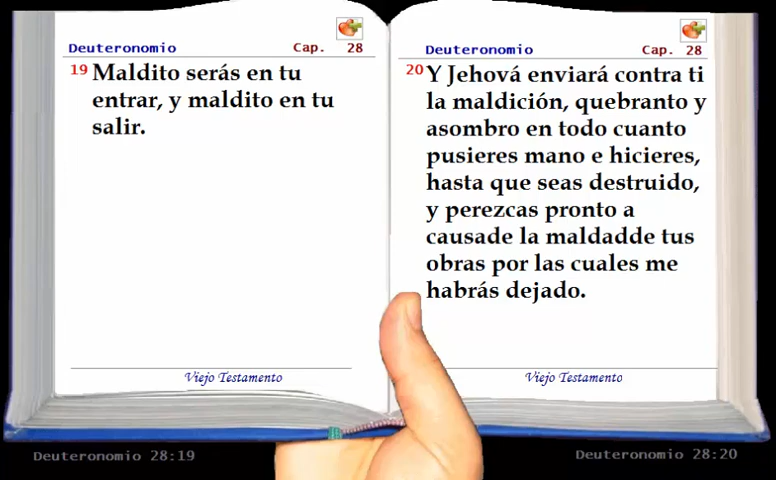 Deuteronomio Cap. 28
19 Maldito serás en tu
entrar, y maldito en tu
salir.
Viejo Testamento
Deuteronomio 28:19
Deuteronomio Cap. 28
20 Y Jehová enviará contra ti
la maldición, quebranto y
asombro en todo cuanto
pusieres mano e hicieres,
hasta que seas destruido,
y perezcas pronto a
causade la maldadde tus
obras por las cuales me
habrás dejado.
Viejo Testamento
Deuteronomio 28:20